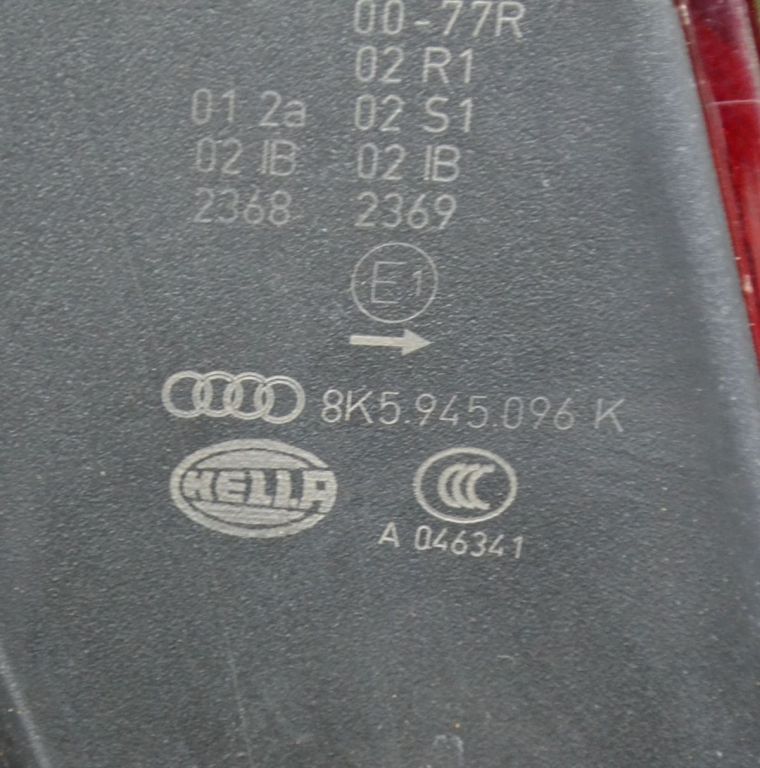 00-77R
02 R1
01 2a 02 S1
02 IB 02 IB
2368 2369
E1
8K5.945.096 K
HELLA CCC
A 046341